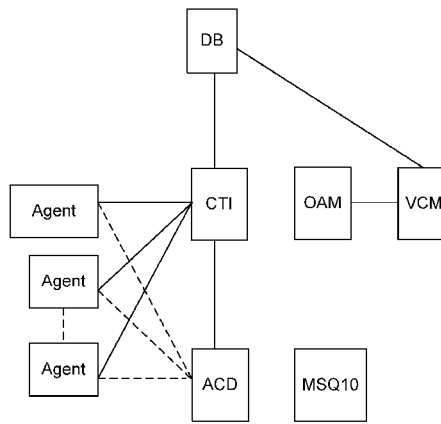 DB
Agent
CTI
OAM
VCM
Agent
Agent
ACD
MSQ10